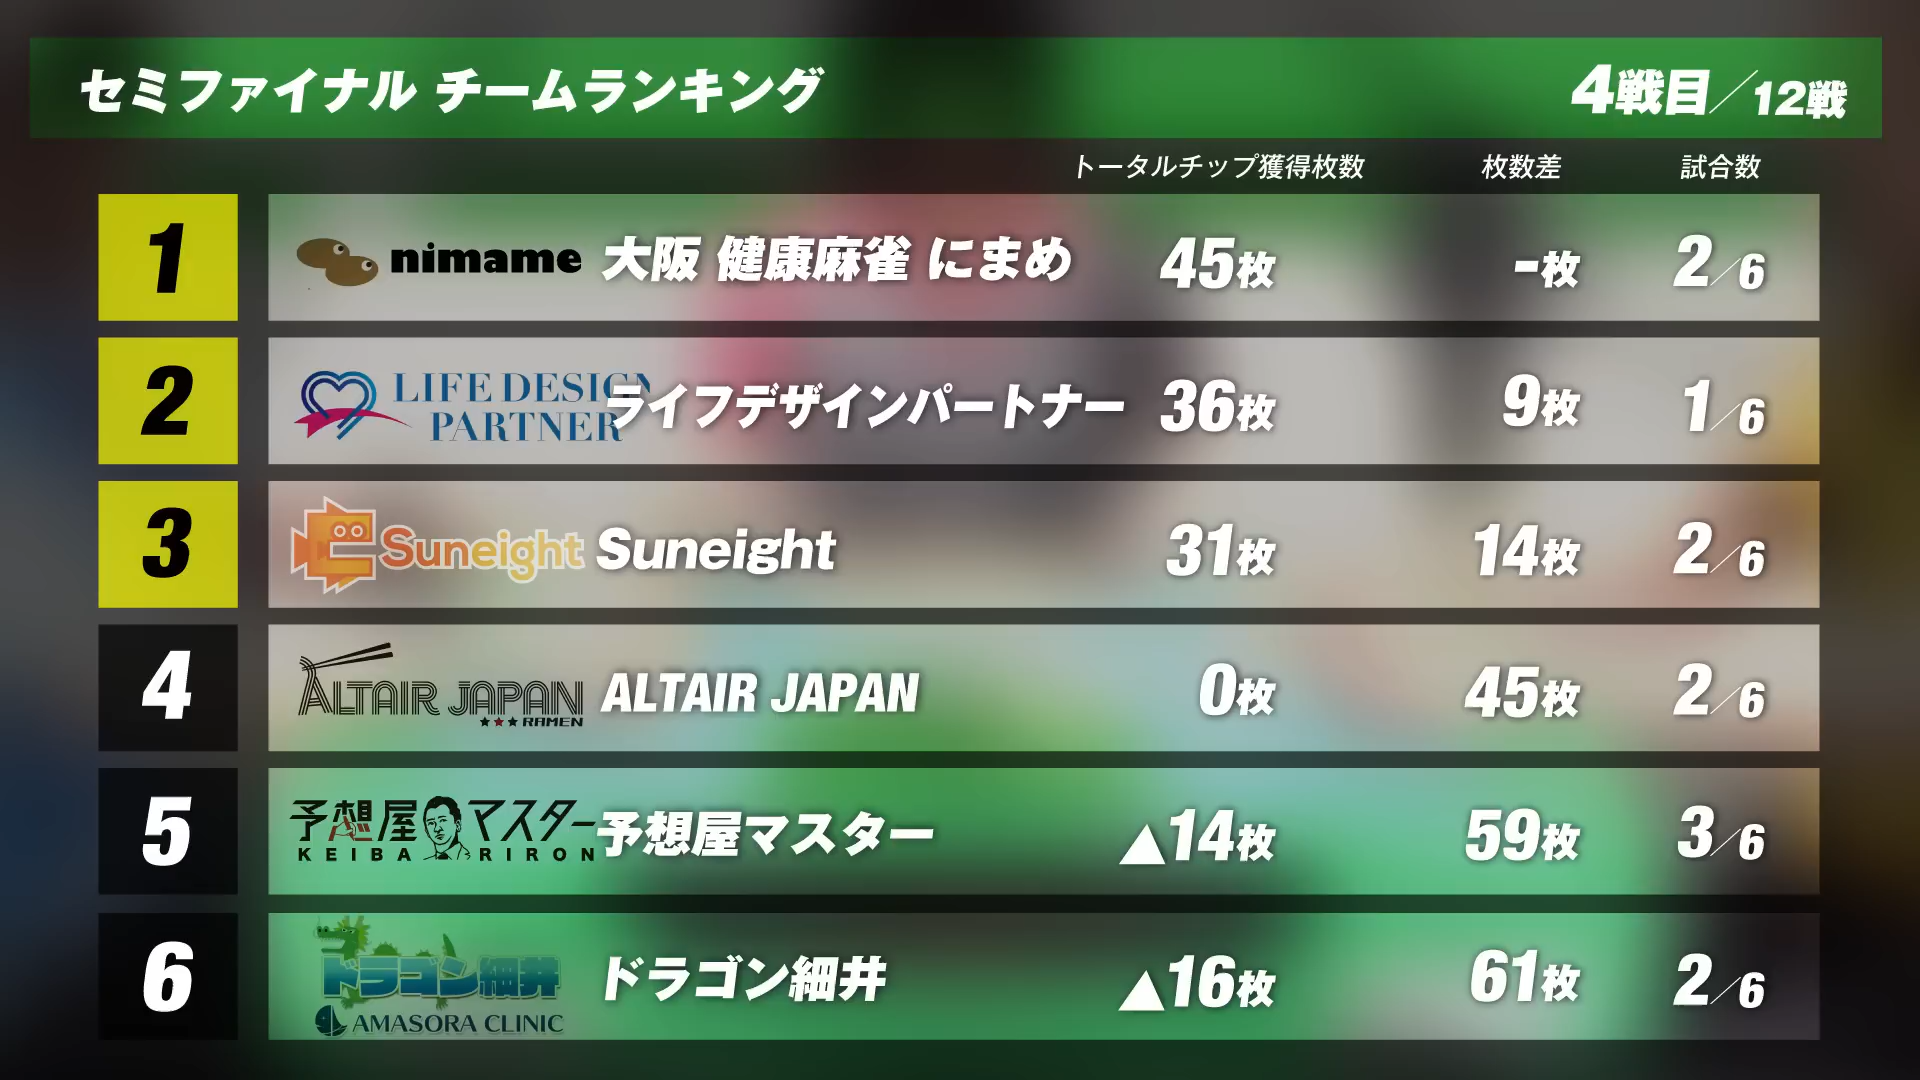 セミファイナル チームランキング 4戦目/12戦
トータルチップ獲得枚数 枚数差 試合数
1 nimame 大阪 健康麻雀 にまめ 45枚 -枚 2/6
2 LIFE DESIGN PARTNER ライフデザインパートナー 36枚 9枚 1/6
3 Suneight Suneight 31枚 14枚 2/6
4 ALTAIR JAPAN ★★★RAMEN ALTAIR JAPAN 0枚 45枚 2/6
5 予想屋マスター KEIBA RIRON 予想屋マスター ▲14枚 59枚 3/6
6 ドラゴン細井 AMASORA CLINIC ドラゴン細井 ▲16枚 61枚 2/6